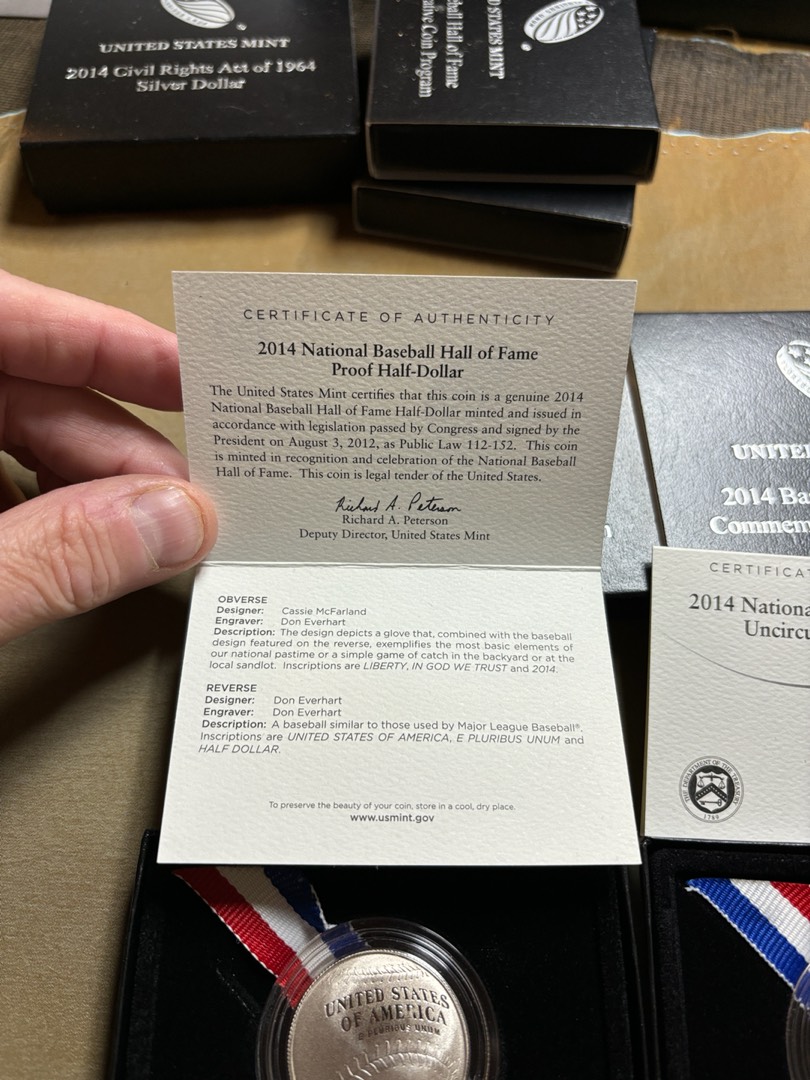 UNITED STATES MINT
2014 Civil Rights Act of 1964
Silver Dollar
STATES MINT
Hall of Fame
Coin Program
CERTIFICATE OF AUTHENTICITY
2014 National Baseball Hall of Fame
Proof Half-Dollar
The United States Mint certifies that this coin is a genuine 2014
National Baseball Hall of Fame Half-Dollar minted and issued in
accordance with legislation passed by Congress and signed by the
President on August 3, 2012, as Public Law 112-152. This coin
is minted in recognition and celebration of the National Baseball
Hall of Fame. This coin is legal tender of the United States.
Richard A. Peterson
Richard A. Peterson
Deputy Director, United States Mint
OBVERSE
Designer: Cassie McFarland
Engraver: Don Everhart
Description: The design depicts a glove that, combined with the baseball
design featured on the reverse, exemplifies the most basic elements of
our national pastime or a simple game of catch in the backyard or at the
local sandlot. Inscriptions are LIBERTY, IN GOD WE TRUST and 2014.
REVERSE
Designer: Don Everhart
Engraver: Don Everhart
Description: A baseball similar to those used by Major League Baseball®.
Inscriptions are UNITED STATES OF AMERICA, E PLURIBUS UNUM and
HALF DOLLAR.
To preserve the beauty of your coin, store in a cool, dry place.
www.usmint.gov
UNITE
2014 Ba
Commem
CERTIFICA
2014 Nationa
Uncircu
THE DEPARTMENT OF THE TREASURY
1789
UNITED STATES
OF AMERICA
E PLURIBUS UNUM